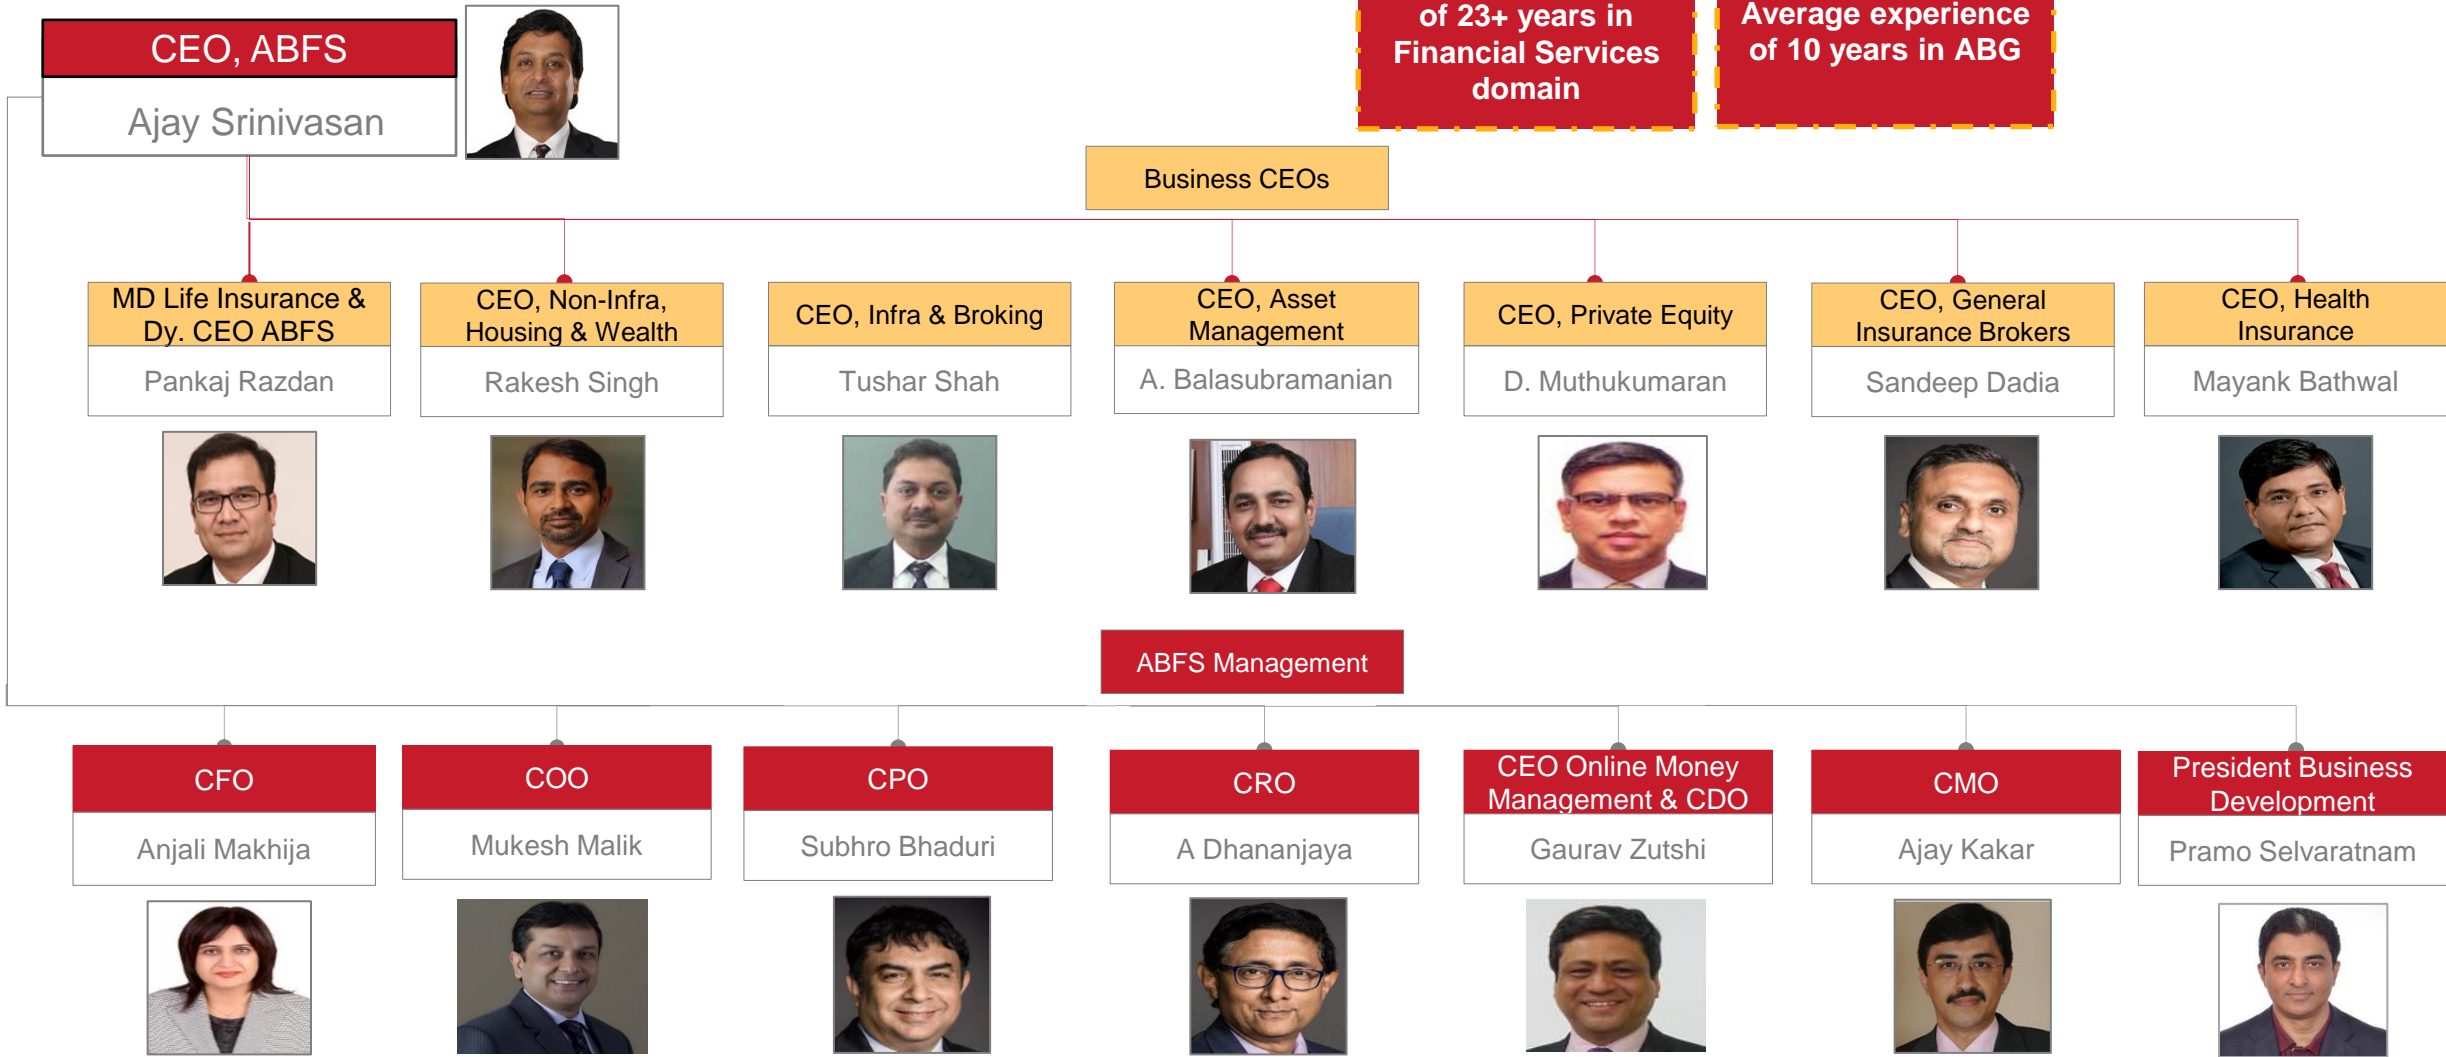 of 23+ years in
Financial Services
domain
Average experience
of 10 years in ABG
CEO, ABFS
Ajay Srinivasan
Business CEOs
MD Life Insurance &
Dy. CEO ABFS
Pankaj Razdan
CEO, Non-Infra,
Housing & Wealth
Rakesh Singh
CEO, Infra & Broking
Tushar Shah
CEO, Asset
Management
A. Balasubramanian
CEO, Private Equity
D. Muthukumaran
CEO, General
Insurance Brokers
Sandeep Dadia
CEO, Health
Insurance
Mayank Bathwal
ABFS Management
CFO
Anjali Makhija
COO
Mukesh Malik
CPO
Subhro Bhaduri
CRO
A Dhananjaya
CEO Online Money
Management & CDO
Gaurav Zutshi
CMO
Ajay Kakar
President Business
Development
Pramo Selvaratnam